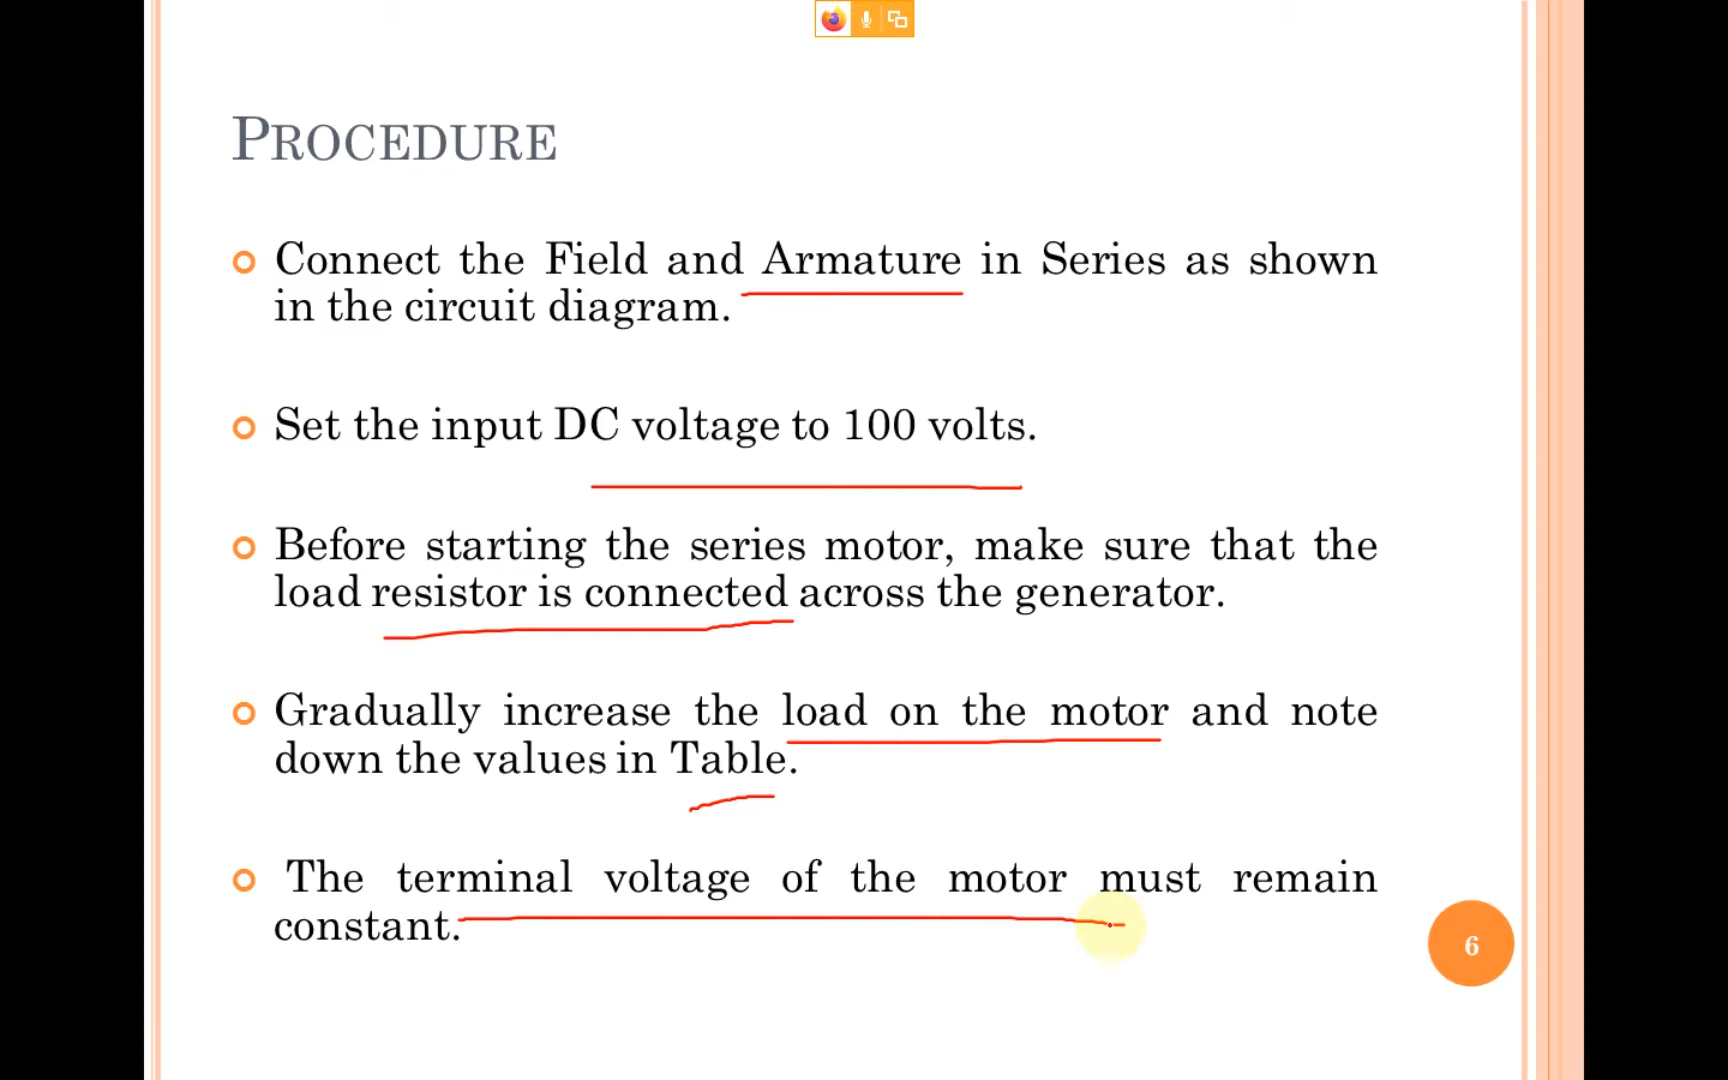 PROCEDURE
Connect the Field and Armature in Series as shown
in the circuit diagram.
Set the input DC voltage to 100 volts.
Before starting the series motor, make sure that the
load resistor is connected across the generator.
Gradually increase the load on the motor and note
down the values in Table.
The terminal voltage of the motor must remain
constant.
6